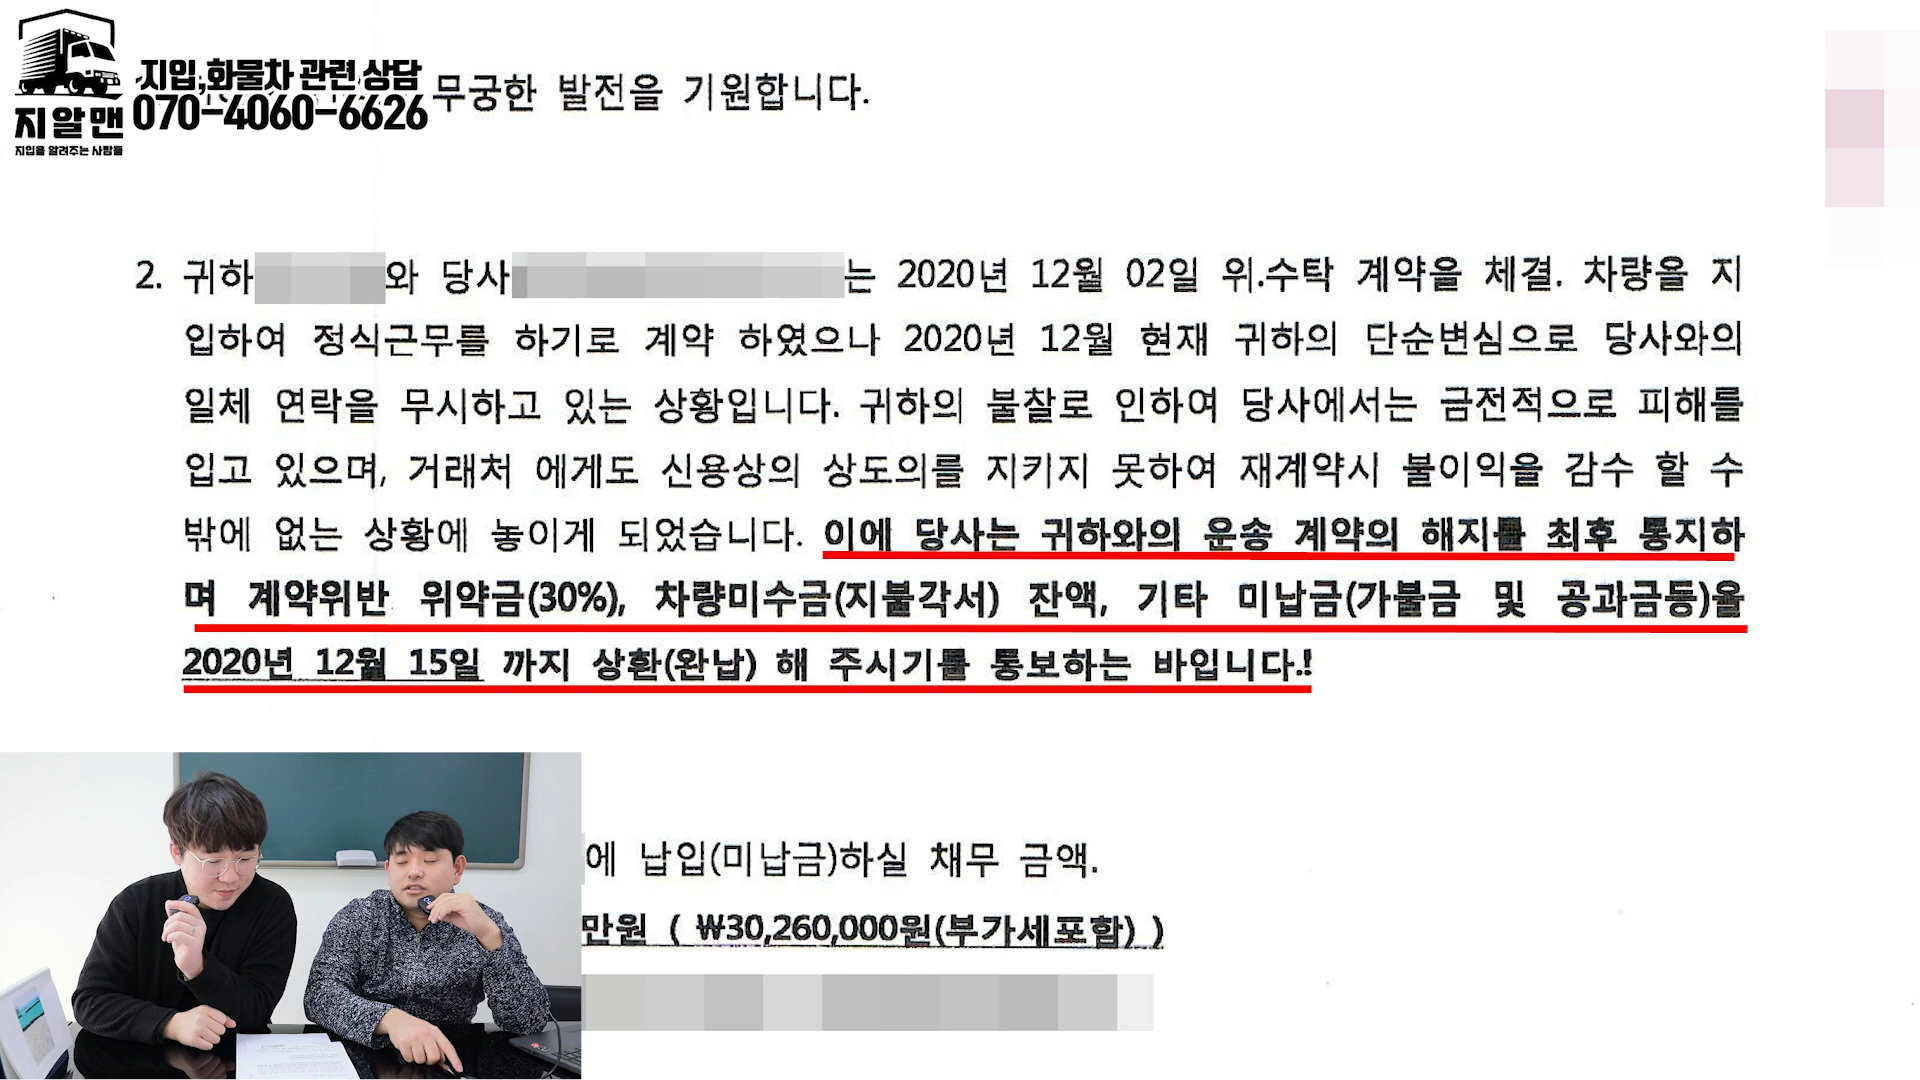 지입,화물차 관련 상담
070-4060-6626
지알맨
지입을 알려주는 사람들
무궁한 발전을 기원합니다.
2. 귀하 와 당사 는 2020년 12월 02일 위.수탁 계약을 체결. 차량을 지
입하여 정식근무를 하기로 계약 하였으나 2020년 12월 현재 귀하의 단순변심으로 당사와의
일체 연락을 무시하고 있는 상황입니다. 귀하의 불찰로 인하여 당사에서는 금전적으로 피해를
입고 있으며, 거래처 에게도 신용상의 상도의를 지키지 못하여 재계약시 불이익을 감수 할 수
밖에 없는 상황에 놓이게 되었습니다. 이에 당사는 귀하와의 운송 계약의 해지를 최후 통지하
며 계약위반 위약금(30%), 차량미수금(지불각서) 잔액, 기타 미납금(가불금 및 공과금등)을
2020년 12월 15일 까지 상환(완납) 해 주시기를 통보하는 바입니다.!
에 납입(미납금)하실 채무 금액.
만원 ( ₩30,260,000원(부가세포함) )